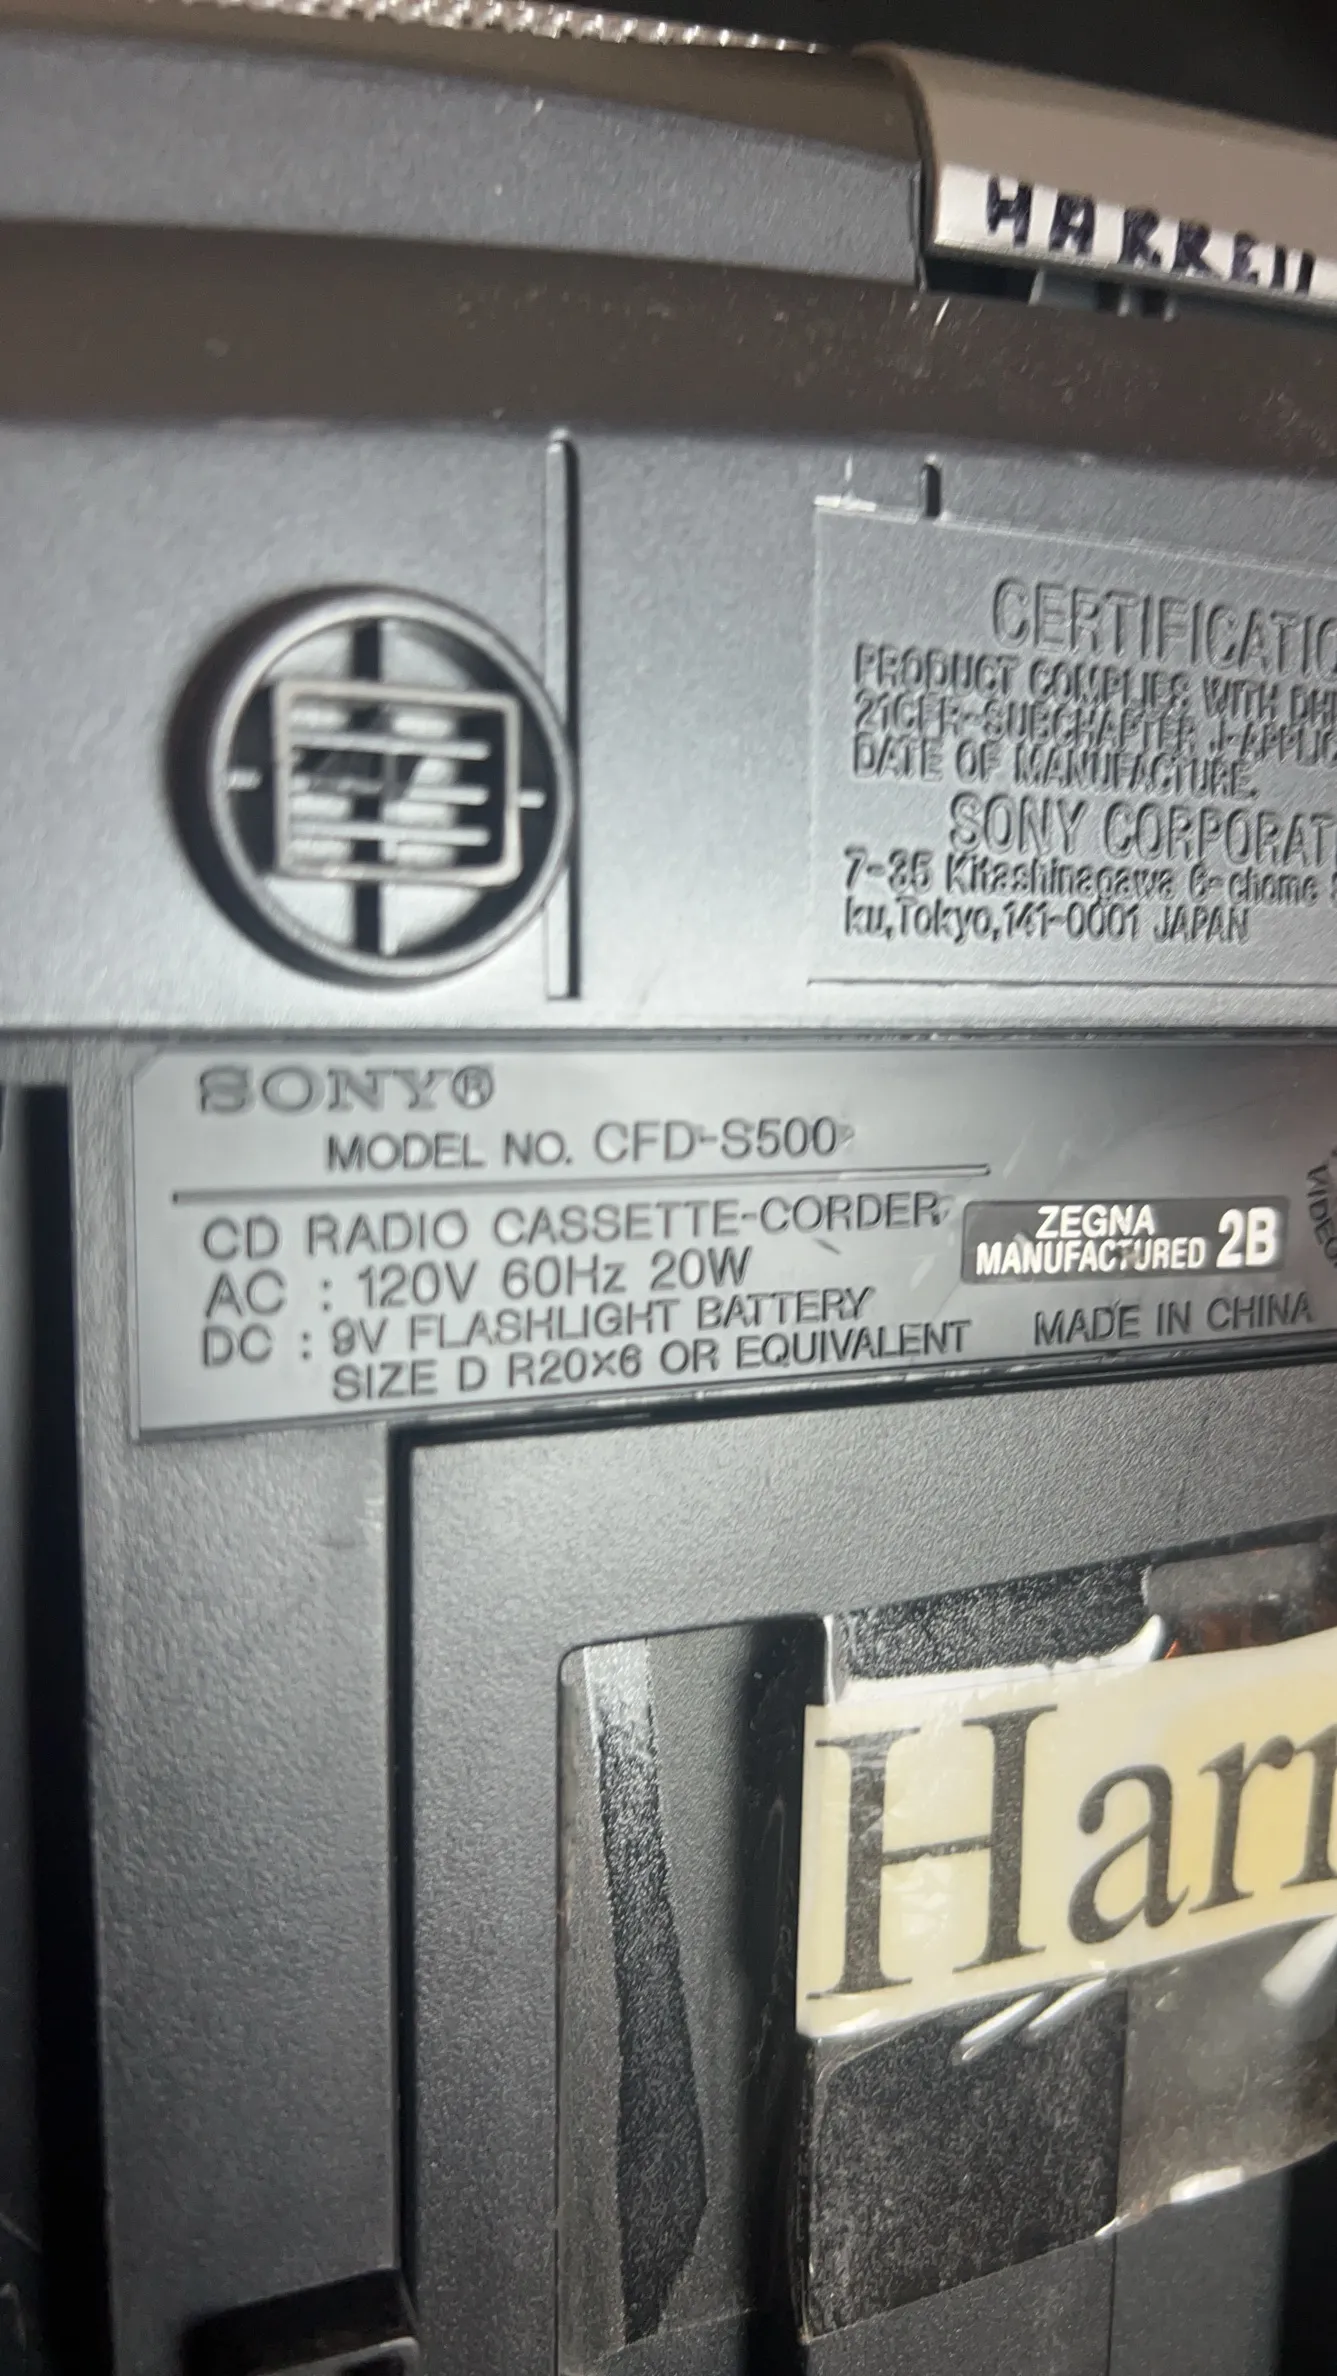 HARRELL
CERTIFICATIO
PRODUCT COMPLIES WITH DH
21CFR-SUBCHAPTER J-APPLIC
DATE OF MANUFACTURE.
SONY CORPORAT
7-35 Kitashinagawa 6-chome
ku,Tokyo,141-0001 JAPAN
SONY®
MODEL NO. CFD-S500
CD RADIO CASSETTE-CORDER
AC : 120V 60Hz 20W
DC : 9V FLASHLIGHT BATTERY
SIZE D R20×6 OR EQUIVALENT
ZEGNA
MANUFACTURED 2B
MADE IN CHINA
VIDEO
Harr